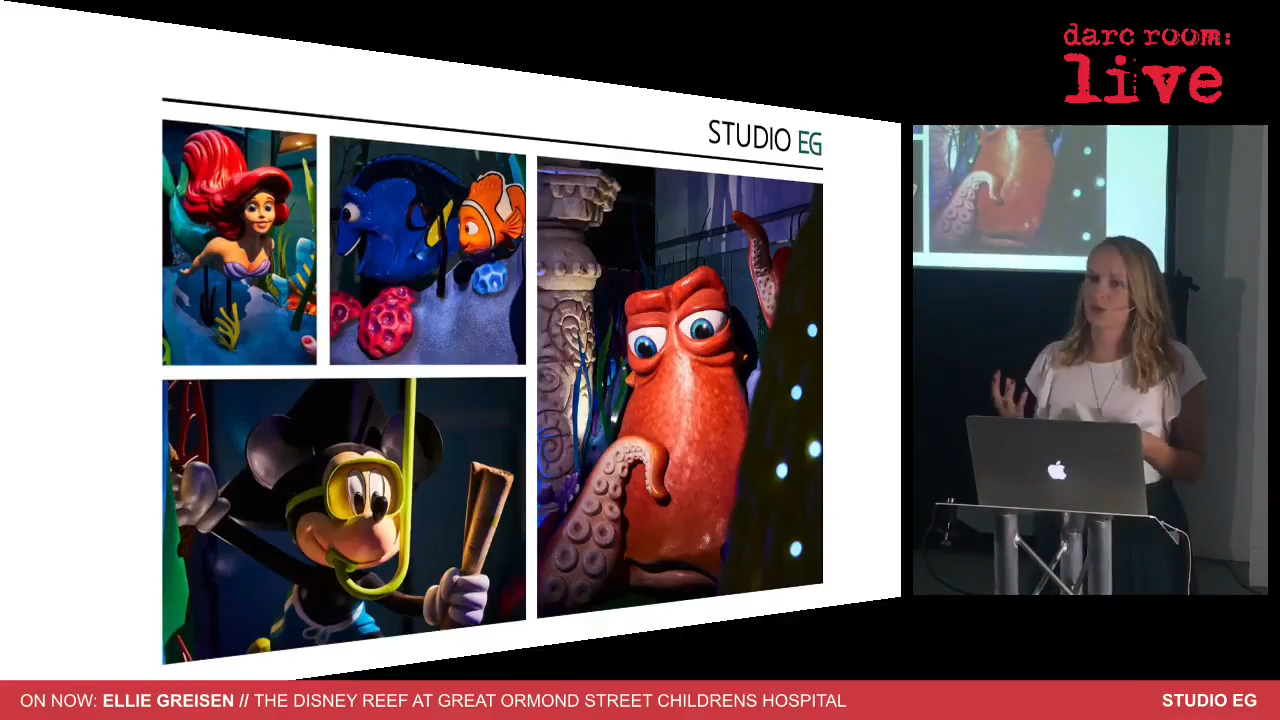 darc room:
live
STUDIO EG
ON NOW: ELLIE GREISEN // THE DISNEY REEF AT GREAT ORMOND STREET CHILDRENS HOSPITAL
STUDIO EG